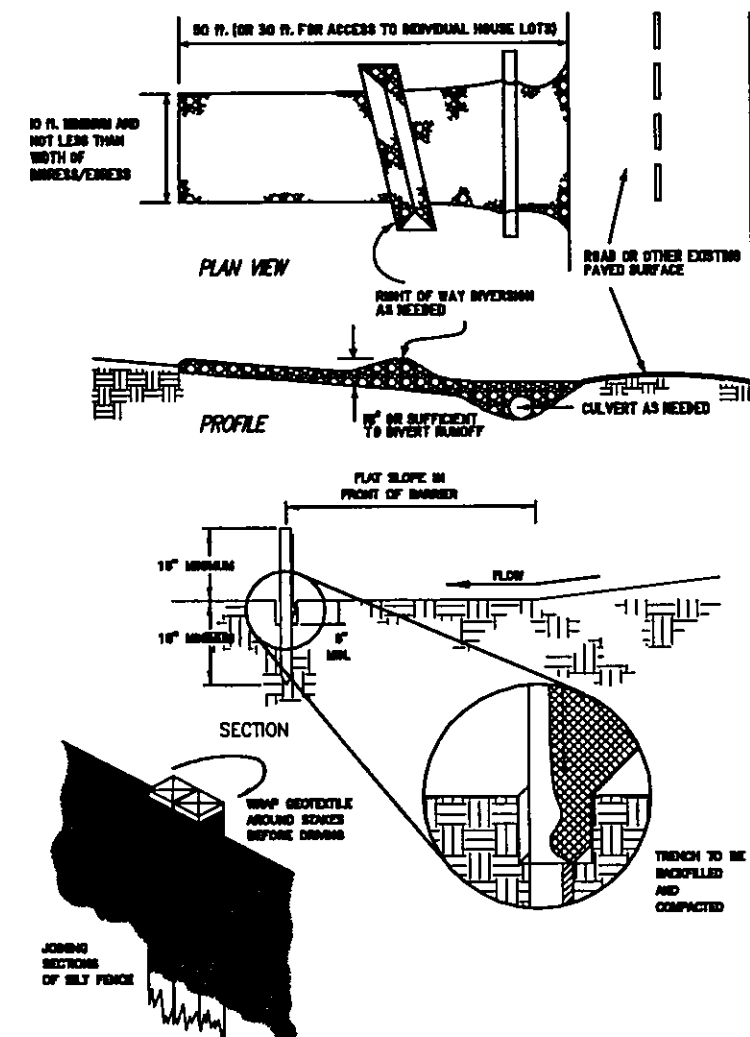 50 ft. (OR 30 ft. FOR ACCESS TO INDIVIDUAL HOUSE LOTS)
10 ft. MINIMUM AND
NOT LESS THAN
WIDTH OF
INGRESS/EGRESS
PLAN VIEW
ROAD OR OTHER EXISTING
PAVED SURFACE
RIGHT OF WAY DIVERSION
AS NEEDED
PROFILE
OR SUFFICIENT
TO DIVERT RUNOFF
CULVERT AS NEEDED
FLAT SLOPE IN
FRONT OF BARRIER
MINIMUM
FLOW
MINIMUM
MIN.
SECTION
WRAP GEOTEXTILE
AROUND STAKES
BEFORE DRIVING
TRENCH TO BE
BACKFILLED
AND
COMPACTED
JOINING
SECTIONS
OF SILT FENCE